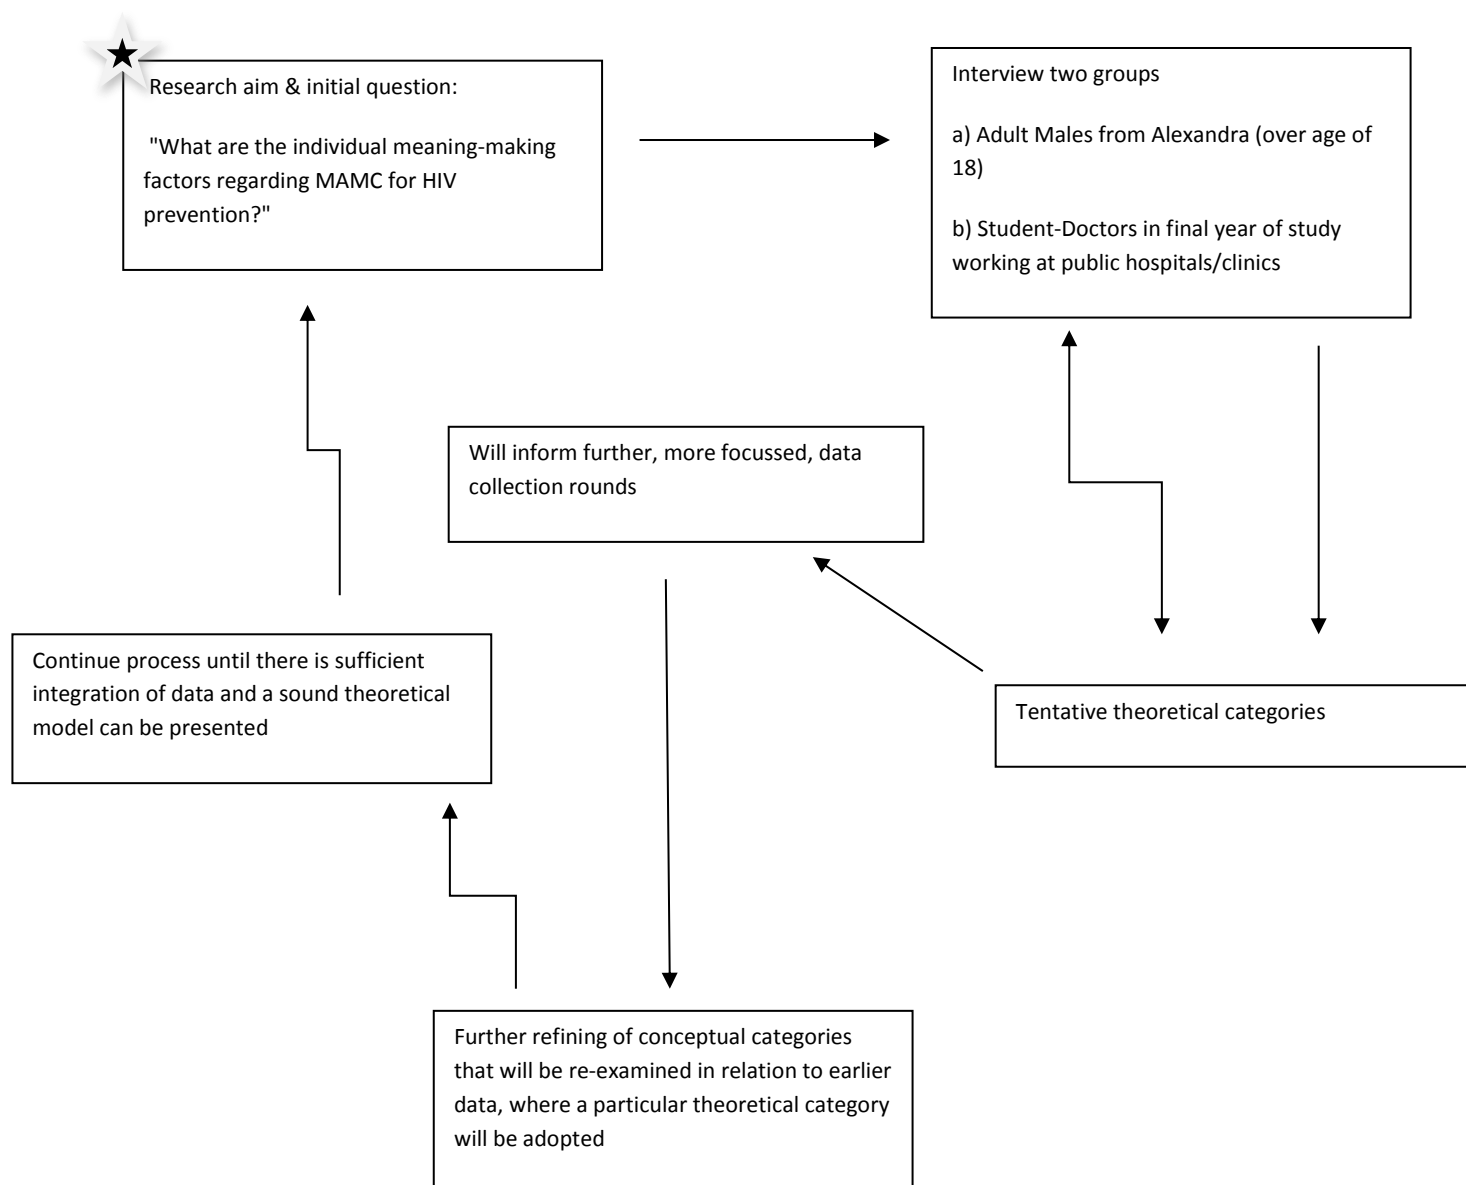 Research aim & initial question:
"What are the individual meaning-making
factors regarding MAMC for HIV
prevention?"
Interview two groups
a) Adult Males from Alexandra (over age of
18)
b) Student-Doctors in final year of study
working at public hospitals/clinics
Will inform further, more focussed, data
collection rounds
Continue process until there is sufficient
integration of data and a sound theoretical
model can be presented
Tentative theoretical categories
Further refining of conceptual categories
that will be re-examined in relation to earlier
data, where a particular theoretical category
will be adopted